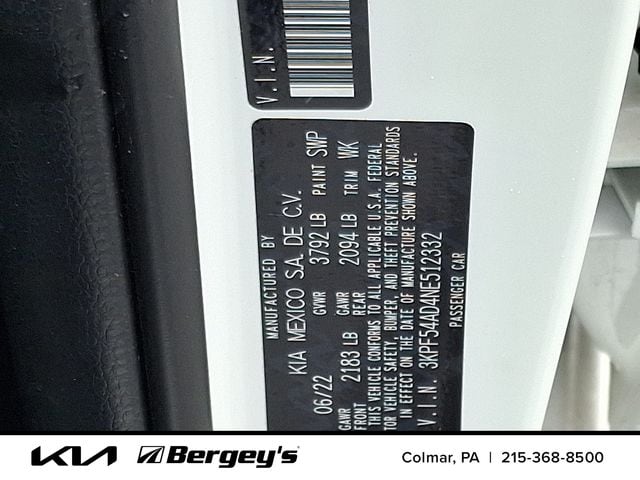 V.I.N.
MANUFACTURED BY
KIA MEXICO S.A. DE C.V.
06/22 GVWR 3792 LB PAINT SWP
GAWR FRONT 2183 LB GAWR REAR 2094 LB TRIM WK
THIS VEHICLE CONFORMS TO ALL APPLICABLE U.S.A. FEDERAL
MOTOR VEHICLE SAFETY, BUMPER, AND THEFT PREVENTION STANDARDS
IN EFFECT ON THE DATE OF MANUFACTURE SHOWN ABOVE.
V.I.N. 3KPF54AD4NE512332
PASSENGER CAR
KIA Bergey's Colmar, PA | 215-368-8500